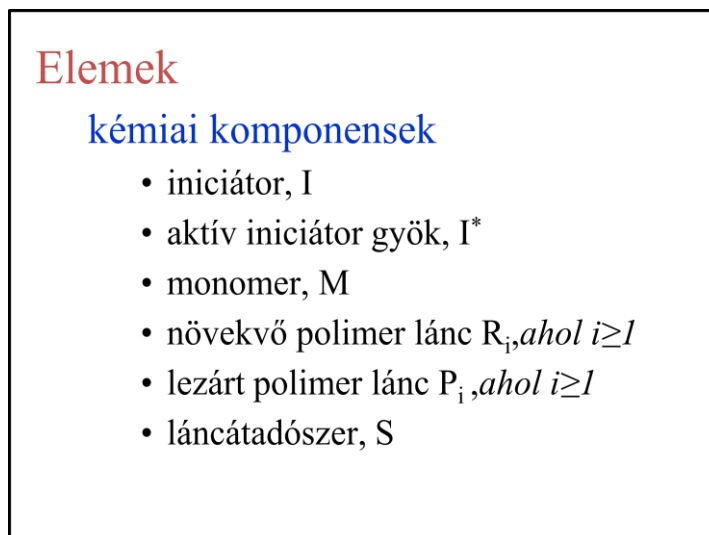 Elemek
kémiai komponensek
• iniciátor, I
• aktív iniciátor gyök, I*
• monomer, M
• növekvő polimer lánc Ri,ahol i≥1
• lezárt polimer lánc Pi ,ahol i≥1
• láncátadószer, S